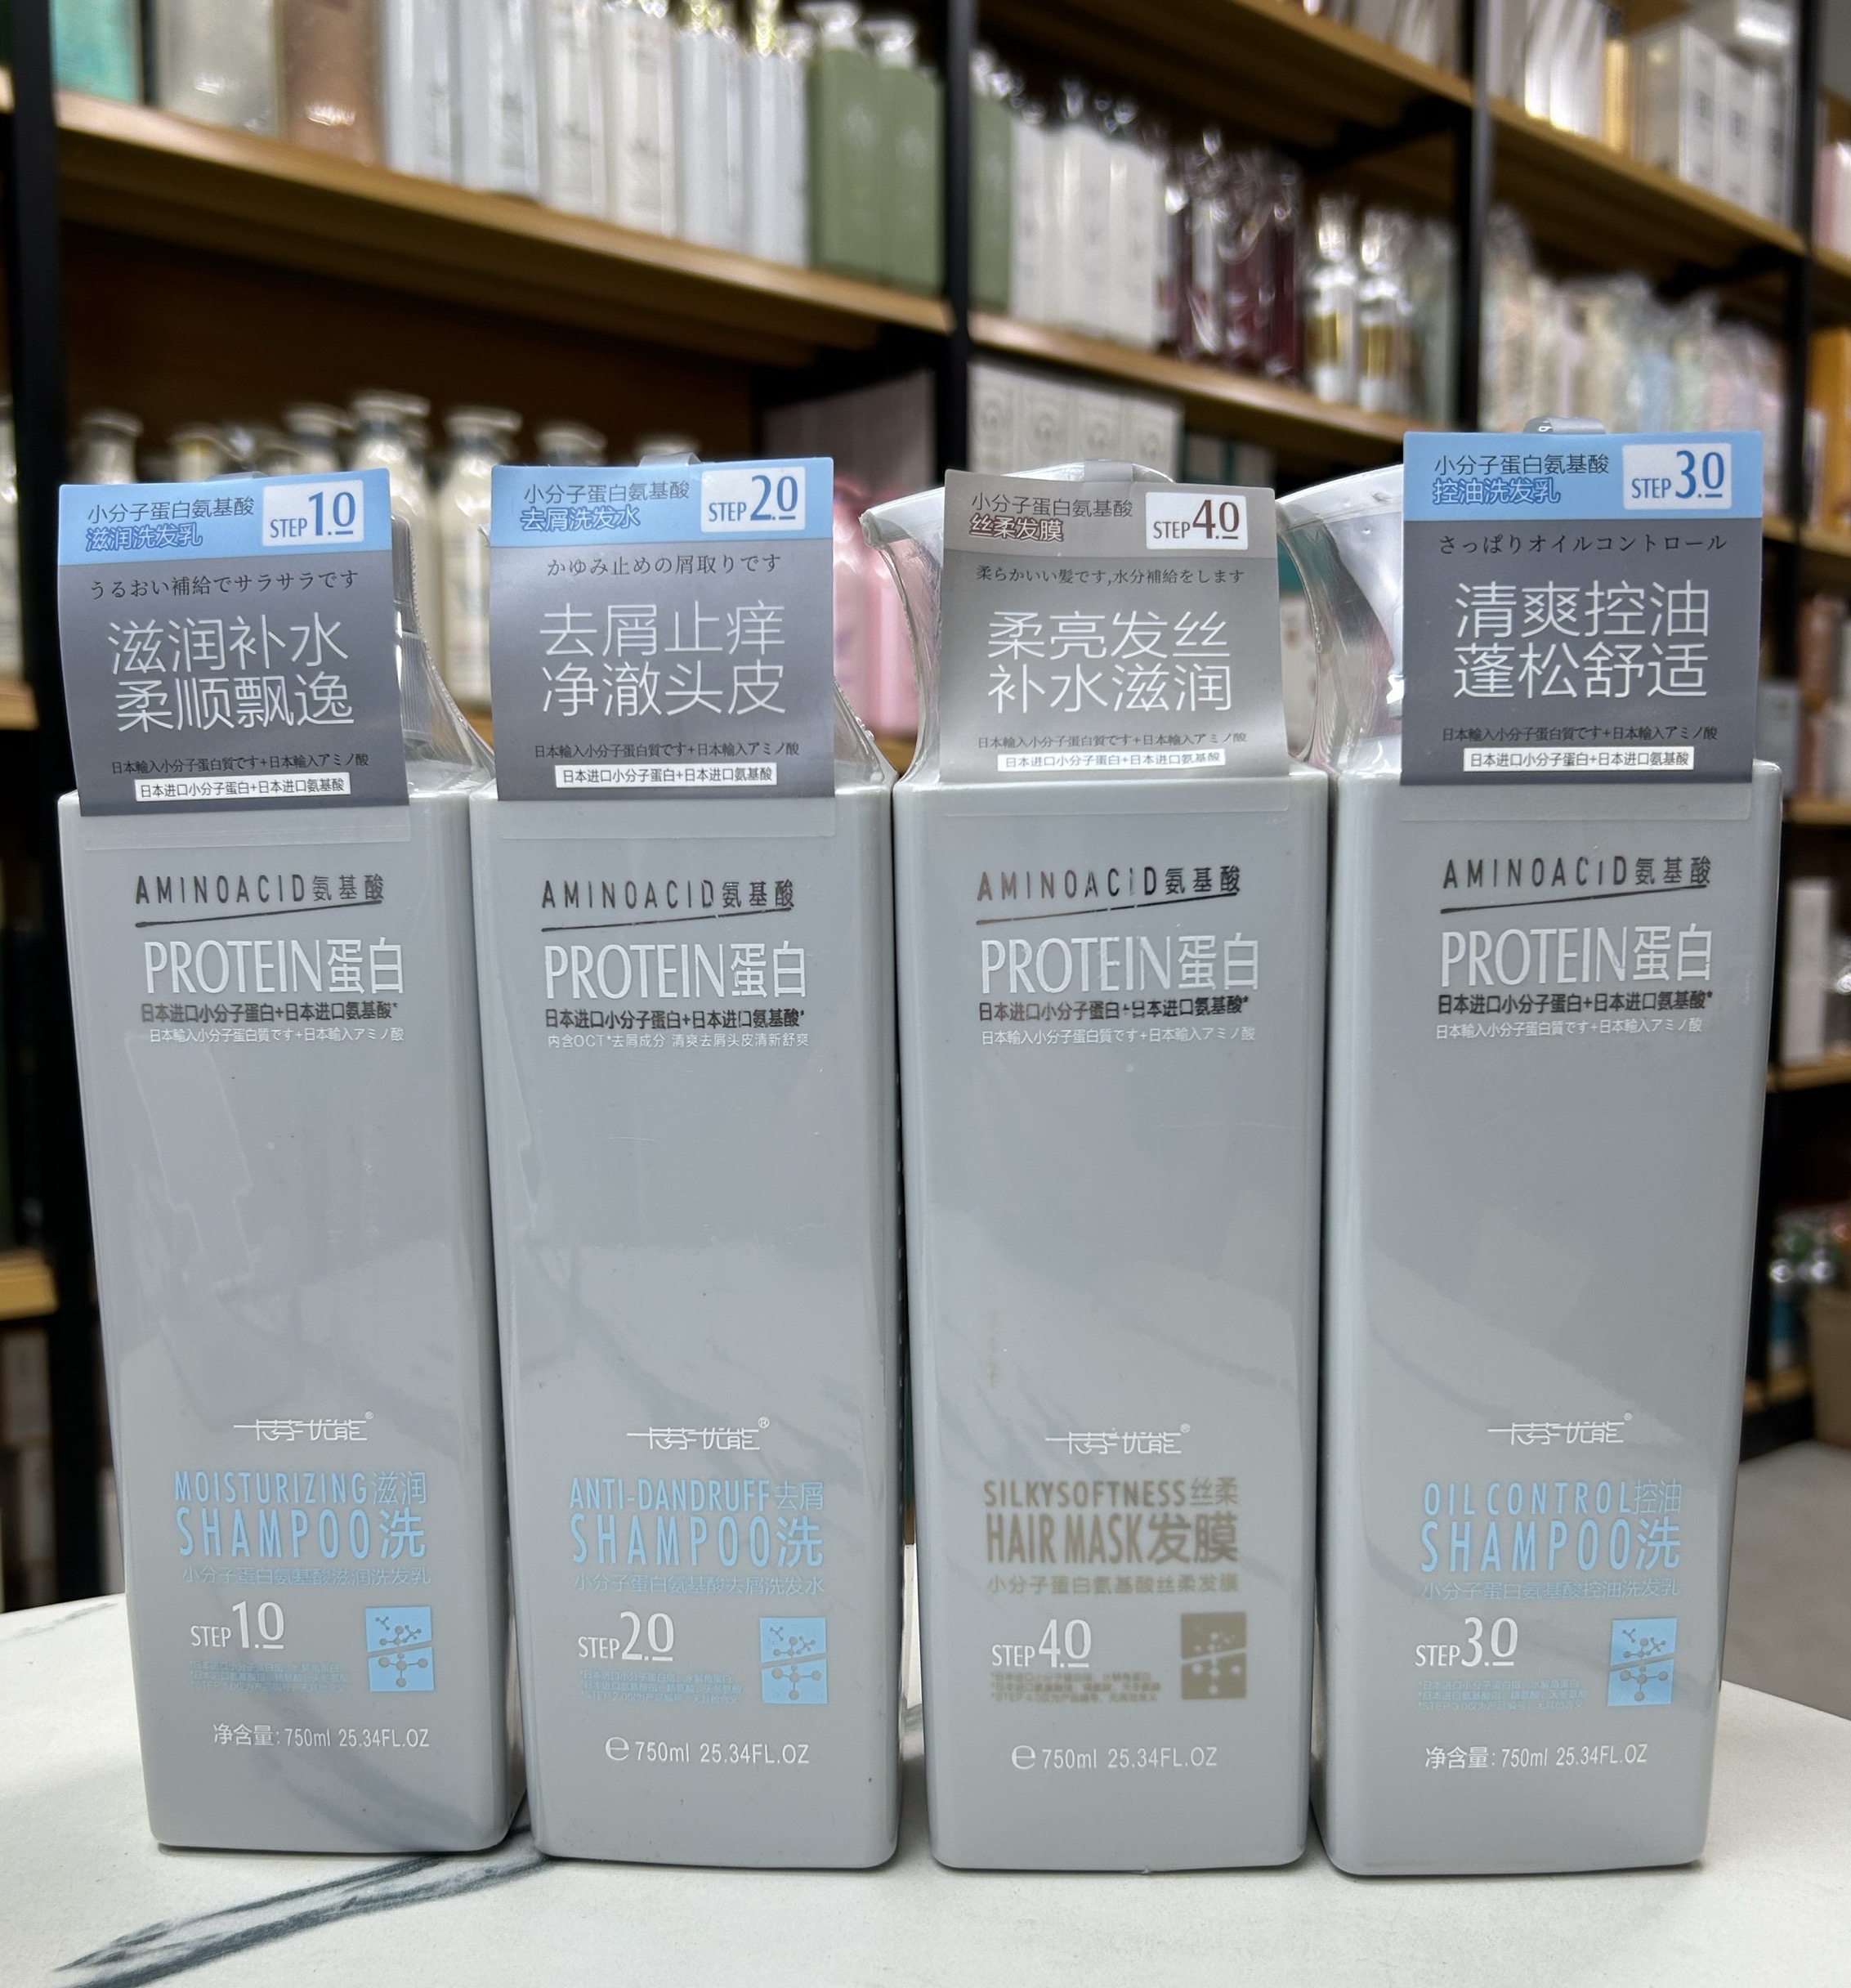 小分子蛋白氨基酸
滋润洗发乳
STEP1.0
うるおい補給でサラサラです
滋润补水
柔顺飘逸
日本輸入小分子蛋白質です+日本輸入アミノ酸
日本进口小分子蛋白+日本进口氨基酸
AMINOACID氨基酸
PROTEIN蛋白
日本进口小分子蛋白+日本进口氨基酸*
日本輸入小分子蛋白質です+日本輸入アミノ酸
卡芬优能®
MOISTURIZING滋润
SHAMPOO洗
小分子蛋白氨基酸滋润洗发乳
STEP1.0
净含量:750ml 25.34FL.OZ
小分子蛋白氨基酸
去屑洗发水
STEP2.0
かゆみ止めの屑取りです
去屑止痒
净澈头皮
日本輸入小分子蛋白質です+日本輸入アミノ酸
日本进口小分子蛋白+日本进口氨基酸
AMINOACID氨基酸
PROTEIN蛋白
日本进口小分子蛋白+日本进口氨基酸*
内含OCT*去屑成分 清爽去屑头皮清新舒爽
卡芬优能®
ANTI-DANDRUFF去屑
SHAMPOO洗
小分子蛋白氨基酸去屑洗发水
STEP2.0
℮750ml 25.34FL.OZ
小分子蛋白氨基酸
丝柔发膜
STEP4.0
柔らかいい髪です,水分補給をします
柔亮发丝
补水滋润
日本輸入小分子蛋白質です+日本輸入アミノ酸
日本进口小分子蛋白+日本进口氨基酸
AMINOACID氨基酸
PROTEIN蛋白
日本进口小分子蛋白+日本进口氨基酸*
日本輸入小分子蛋白質です+日本輸入アミノ酸
卡芬优能®
SILKYSOFTNESS丝柔
HAIR MASK发膜
小分子蛋白氨基酸丝柔发膜
STEP4.0
℮750ml 25.34FL.OZ
小分子蛋白氨基酸
控油洗发乳
STEP3.0
さっぱりオイルコントロール
清爽控油
蓬松舒适
日本輸入小分子蛋白質です+日本輸入アミノ酸
日本进口小分子蛋白+日本进口氨基酸
AMINOACID氨基酸
PROTEIN蛋白
日本进口小分子蛋白+日本进口氨基酸*
日本輸入小分子蛋白質です+日本輸入アミノ酸
卡芬优能®
OIL CONTROL控油
SHAMPOO洗
小分子蛋白氨基酸控油洗发乳
STEP3.0
净含量:750ml 25.34FL.OZ